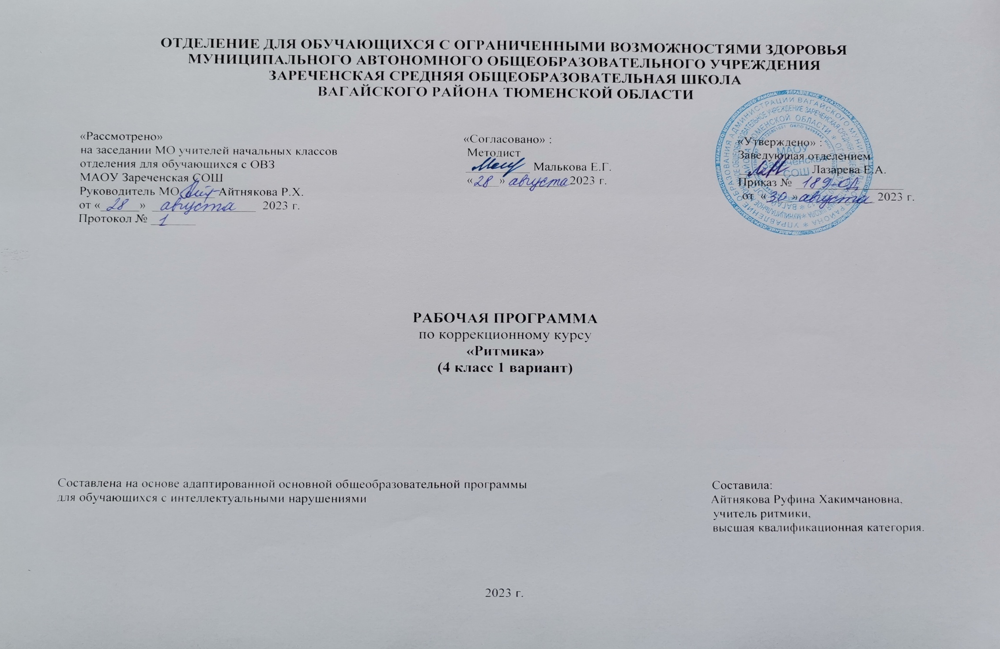 ОТДЕЛЕНИЕ ДЛЯ ОБУЧАЮЩИХСЯ С ОГРАНИЧЕННЫМИ ВОЗМОЖНОСТЯМИ ЗДОРОВЬЯ
МУНИЦИПАЛЬНОГО АВТОНОМНОГО ОБЩЕОБРАЗОВАТЕЛЬНОГО УЧРЕЖДЕНИЯ
ЗАРЕЧЕНСКАЯ СРЕДНЯЯ ОБЩЕОБРАЗОВАТЕЛЬНАЯ ШКОЛА
ВАГАЙСКОГО РАЙОНА ТЮМЕНСКОЙ ОБЛАСТИ
«Рассмотрено»
на заседании МО учителей начальных классов
отделения для обучающихся с ОВЗ
МАОУ Зареченская СОШ
Руководитель МО Айтнякова Р.Х.
от «28» августа 2023 г.
Протокол № 1
«Согласовано» :
Методист
Малькова Е.Г.
«28» августа 2023 г.
«Утверждено» :
Заведующая отделением
Лазарева Е.А.
Приказ № 189-ОД
от «30» августа 2023 г.
МАОУ
Зареченская
СОШ
РАБОЧАЯ ПРОГРАММА
по коррекционному курсу
«Ритмика»
(4 класс 1 вариант)
Составлена на основе адаптированной основной общеобразовательной программы
для обучающихся с интеллектуальными нарушениями
Составила:
Айтнякова Руфина Хакимчановна,
учитель ритмики,
высшая квалификационная категория.
2023 г.